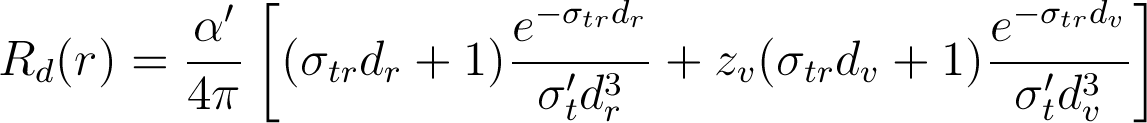 R_d(r) = \frac{\alpha'}{4\pi} \left[ (\sigma_{tr} d_r + 1) \frac{e^{-\sigma_{tr} d_r}}{\sigma'_t d_r^3} + z_v (\sigma_{tr} d_v + 1) \frac{e^{-\sigma_{tr} d_v}}{\sigma'_t d_v^3} \right]